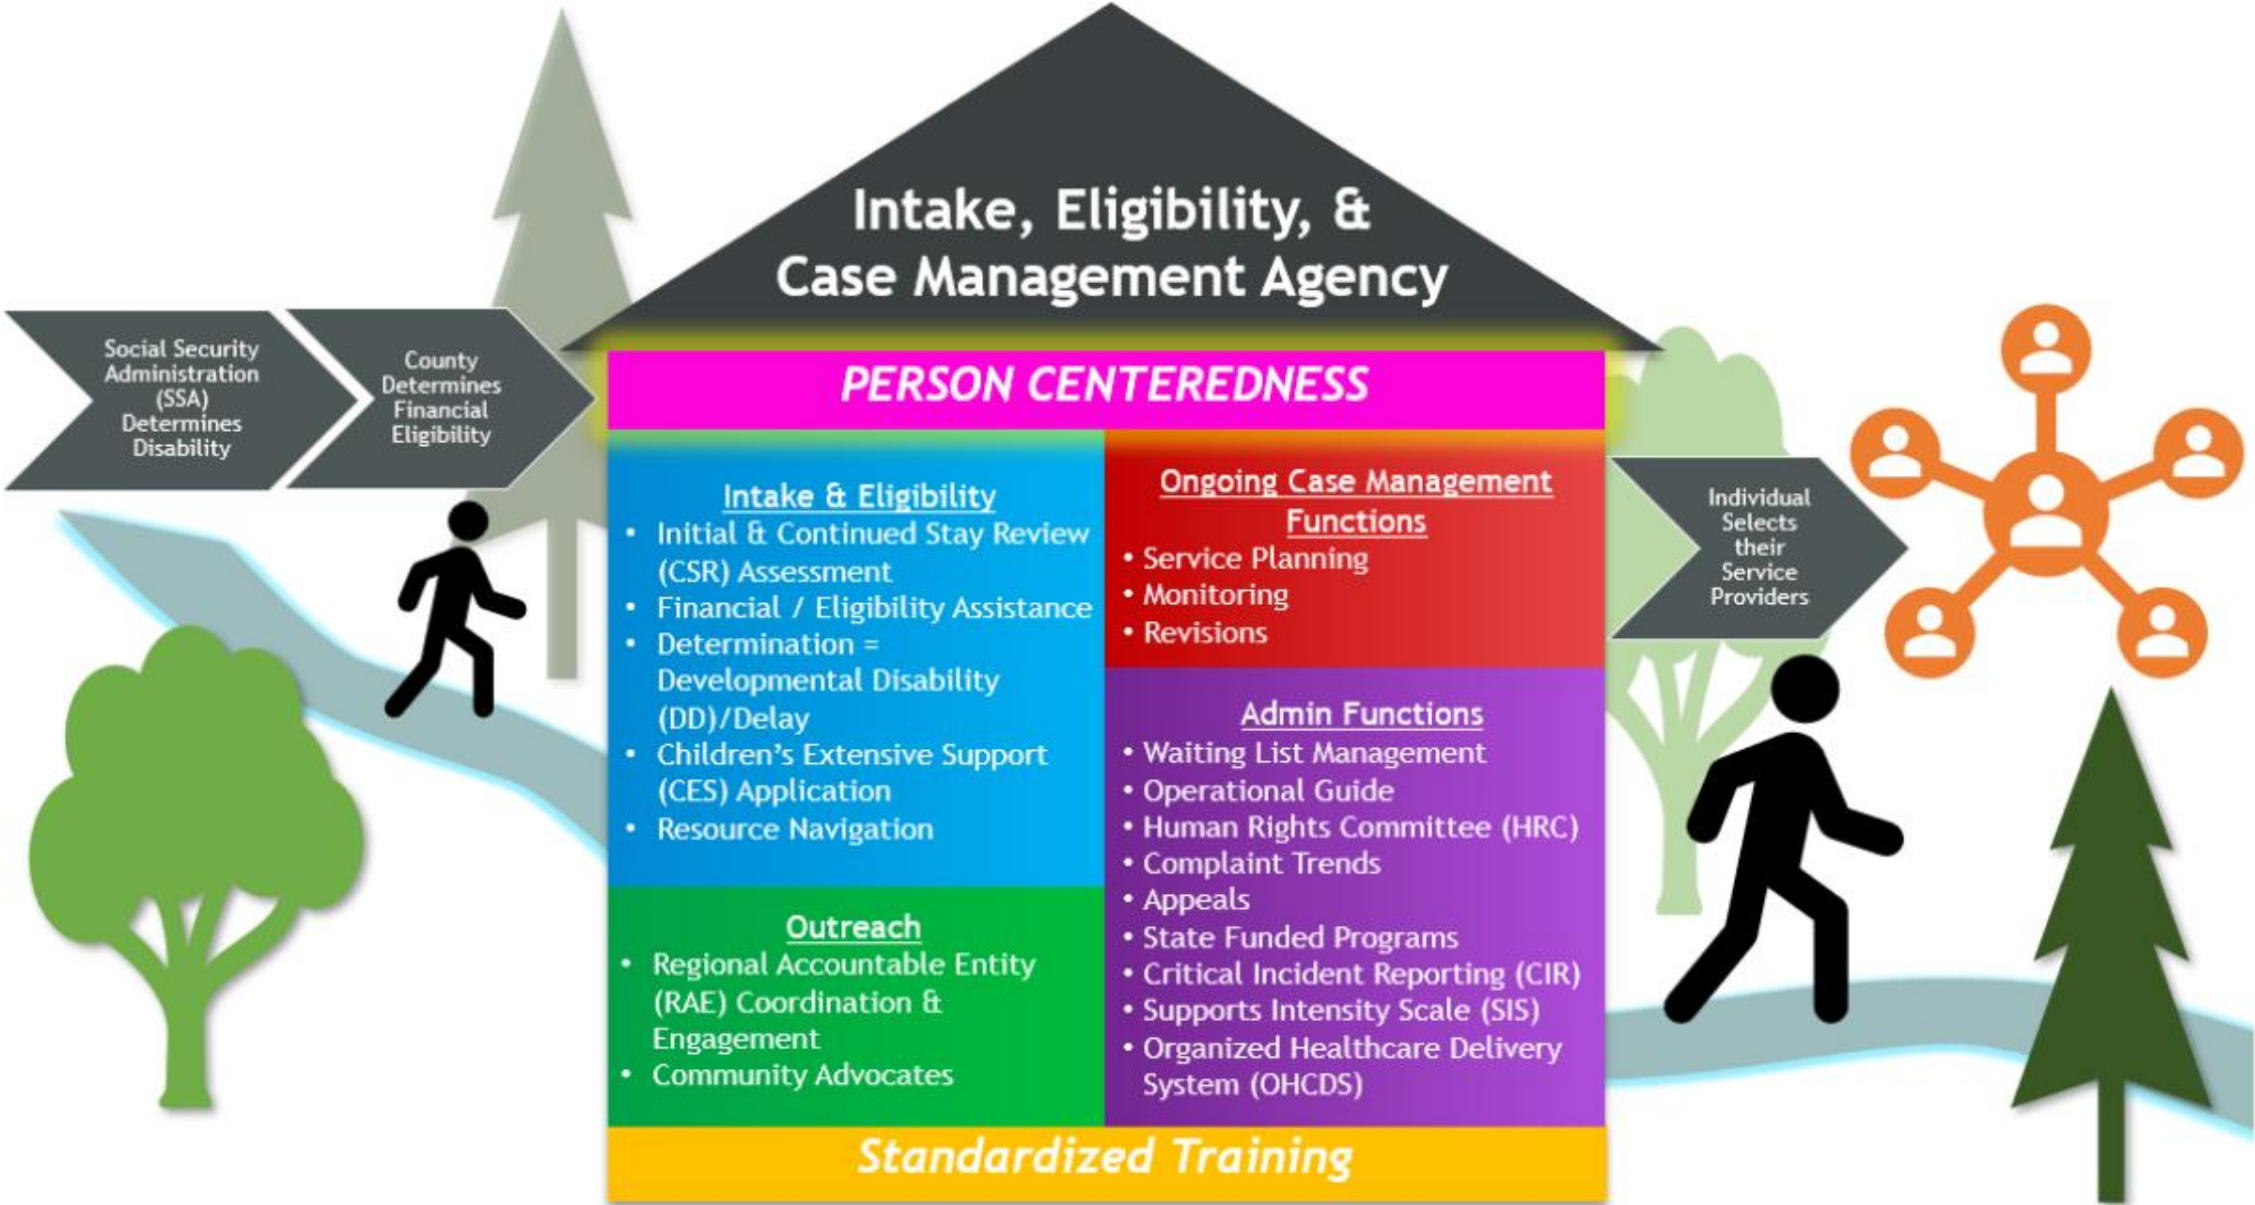 Intake, Eligibility, &
Case Management Agency
Social Security
Administration
(SSA)
Determines
Disability
County
Determines
Financial
Eligibility
PERSON CENTEREDNESS
Intake & Eligibility
• Initial & Continued Stay Review
(CSR) Assessment
• Financial / Eligibility Assistance
• Determination =
Developmental Disability
(DD)/Delay
• Children's Extensive Support
(CES) Application
• Resource Navigation
Outreach
• Regional Accountable Entity
(RAE) Coordination &
Engagement
• Community Advocates
Ongoing Case Management
Functions
• Service Planning
• Monitoring
• Revisions
Admin Functions
• Waiting List Management
• Operational Guide
• Human Rights Committee (HRC)
• Complaint Trends
• Appeals
• State Funded Programs
• Critical Incident Reporting (CIR)
• Supports Intensity Scale (SIS)
• Organized Healthcare Delivery
System (OHCDS)
Standardized Training
Individual
Selects
their
Service
Providers